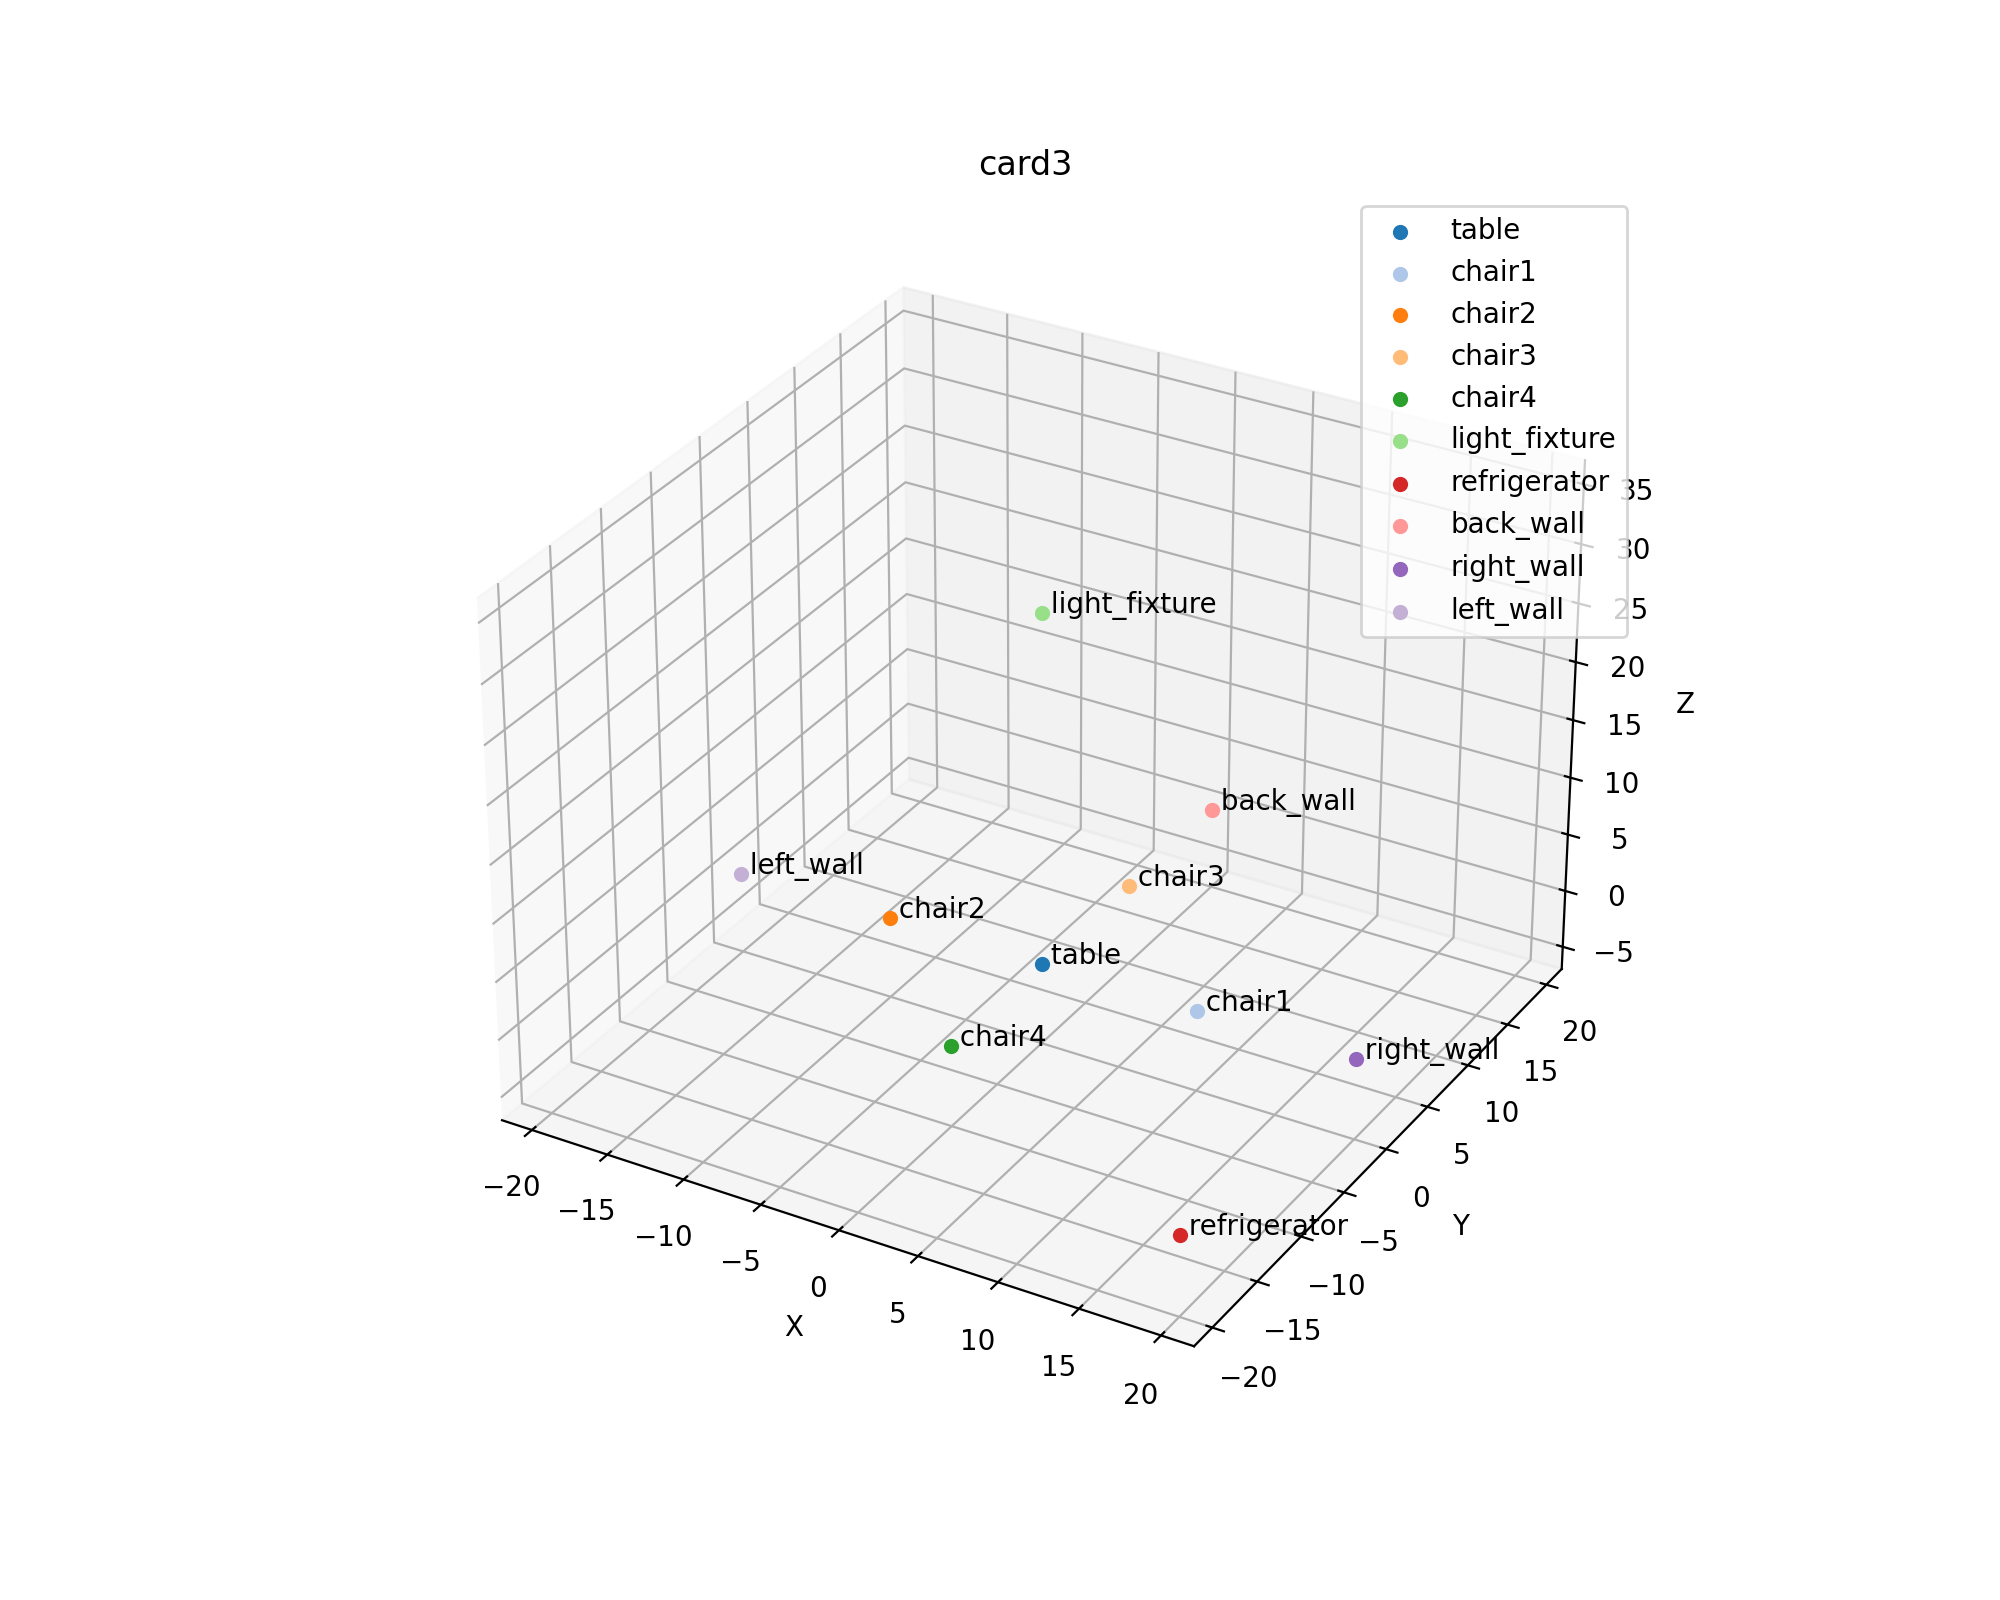 card3
table
chair1
chair2
chair3
chair4
light_fixture
refrigerator
back_wall
right_wall
left_wall
35
30
25
20
15
10
5
0
−5
Z
light_fixture
back_wall
left_wall
chair3
chair2
table
chair1
chair4
right_wall
refrigerator
20
15
10
5
0
−5
−10
−15
−20
Y
−20
−15
−10
−5
0
5
10
15
20
X